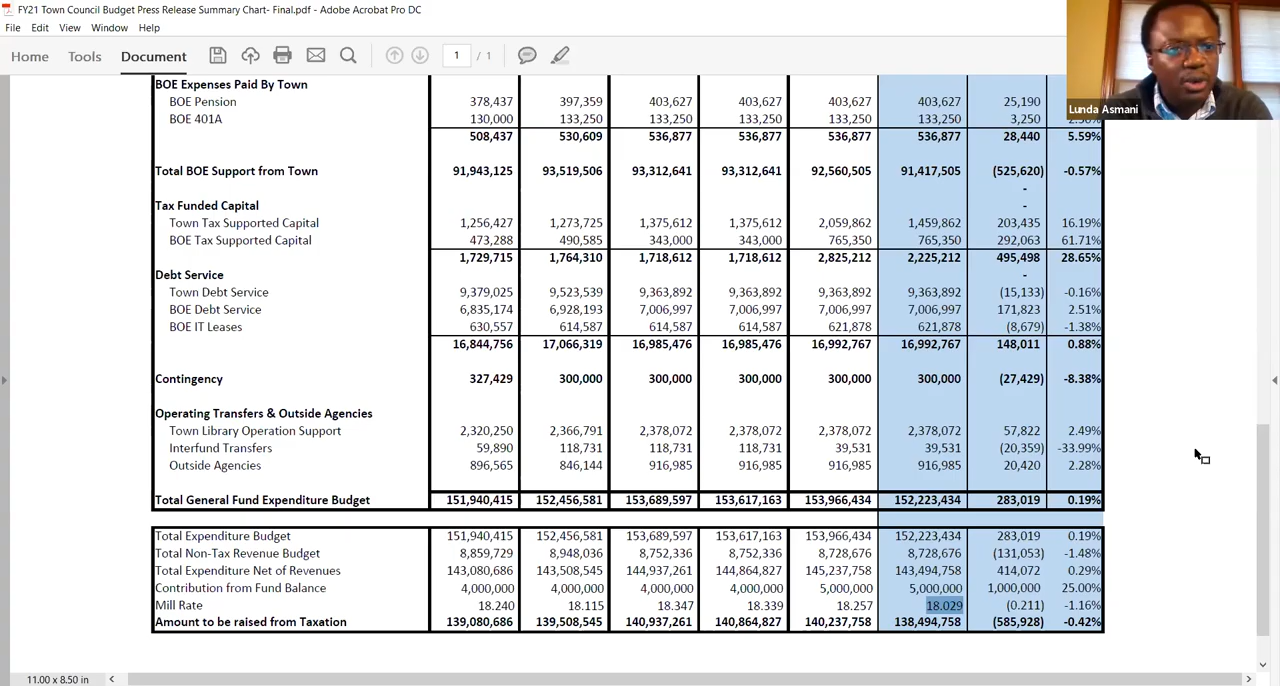 FY21 Town Council Budget Press Release Summary Chart- Final.pdf - Adobe Acrobat Pro DC
File Edit View Window Help
Home Tools Document 1 / 1
Lunda Asmani
BOE Expenses Paid By Town
BOE Pension 378,437 397,359 403,627 403,627 403,627 403,627 25,190
BOE 401A 130,000 133,250 133,250 133,250 133,250 133,250 3,250
508,437 530,609 536,877 536,877 536,877 536,877 28,440 5.59%
Total BOE Support from Town 91,943,125 93,519,506 93,312,641 93,312,641 92,560,505 91,417,505 (525,620) -0.57%
-
Tax Funded Capital -
Town Tax Supported Capital 1,256,427 1,273,725 1,375,612 1,375,612 2,059,862 1,459,862 203,435 16.19%
BOE Tax Supported Capital 473,288 490,585 343,000 343,000 765,350 765,350 292,063 61.71%
1,729,715 1,764,310 1,718,612 1,718,612 2,825,212 2,225,212 495,498 28.65%
Debt Service -
Town Debt Service 9,379,025 9,523,539 9,363,892 9,363,892 9,363,892 9,363,892 (15,133) -0.16%
BOE Debt Service 6,835,174 6,928,193 7,006,997 7,006,997 7,006,997 7,006,997 171,823 2.51%
BOE IT Leases 630,557 614,587 614,587 614,587 621,878 621,878 (8,679) -1.38%
16,844,756 17,066,319 16,985,476 16,985,476 16,992,767 16,992,767 148,011 0.88%
Contingency 327,429 300,000 300,000 300,000 300,000 300,000 (27,429) -8.38%
Operating Transfers & Outside Agencies
Town Library Operation Support 2,320,250 2,366,791 2,378,072 2,378,072 2,378,072 2,378,072 57,822 2.49%
Interfund Transfers 59,890 118,731 118,731 118,731 39,531 39,531 (20,359) -33.99%
Outside Agencies 896,565 846,144 916,985 916,985 916,985 916,985 20,420 2.28%
Total General Fund Expenditure Budget 151,940,415 152,456,581 153,689,597 153,617,163 153,966,434 152,223,434 283,019 0.19%
Total Expenditure Budget 151,940,415 152,456,581 153,689,597 153,617,163 153,966,434 152,223,434 283,019 0.19%
Total Non-Tax Revenue Budget 8,859,729 8,948,036 8,752,336 8,752,336 8,728,676 8,728,676 (131,053) -1.48%
Total Expenditure Net of Revenues 143,080,686 143,508,545 144,937,261 144,864,827 145,237,758 143,494,758 414,072 0.29%
Contribution from Fund Balance 4,000,000 4,000,000 4,000,000 4,000,000 5,000,000 5,000,000 1,000,000 25.00%
Mill Rate 18.240 18.115 18.347 18.339 18.257 18.029 (0.211) -1.16%
Amount to be raised from Taxation 139,080,686 139,508,545 140,937,261 140,864,827 140,237,758 138,494,758 (585,928) -0.42%
11.00 x 8.50 in